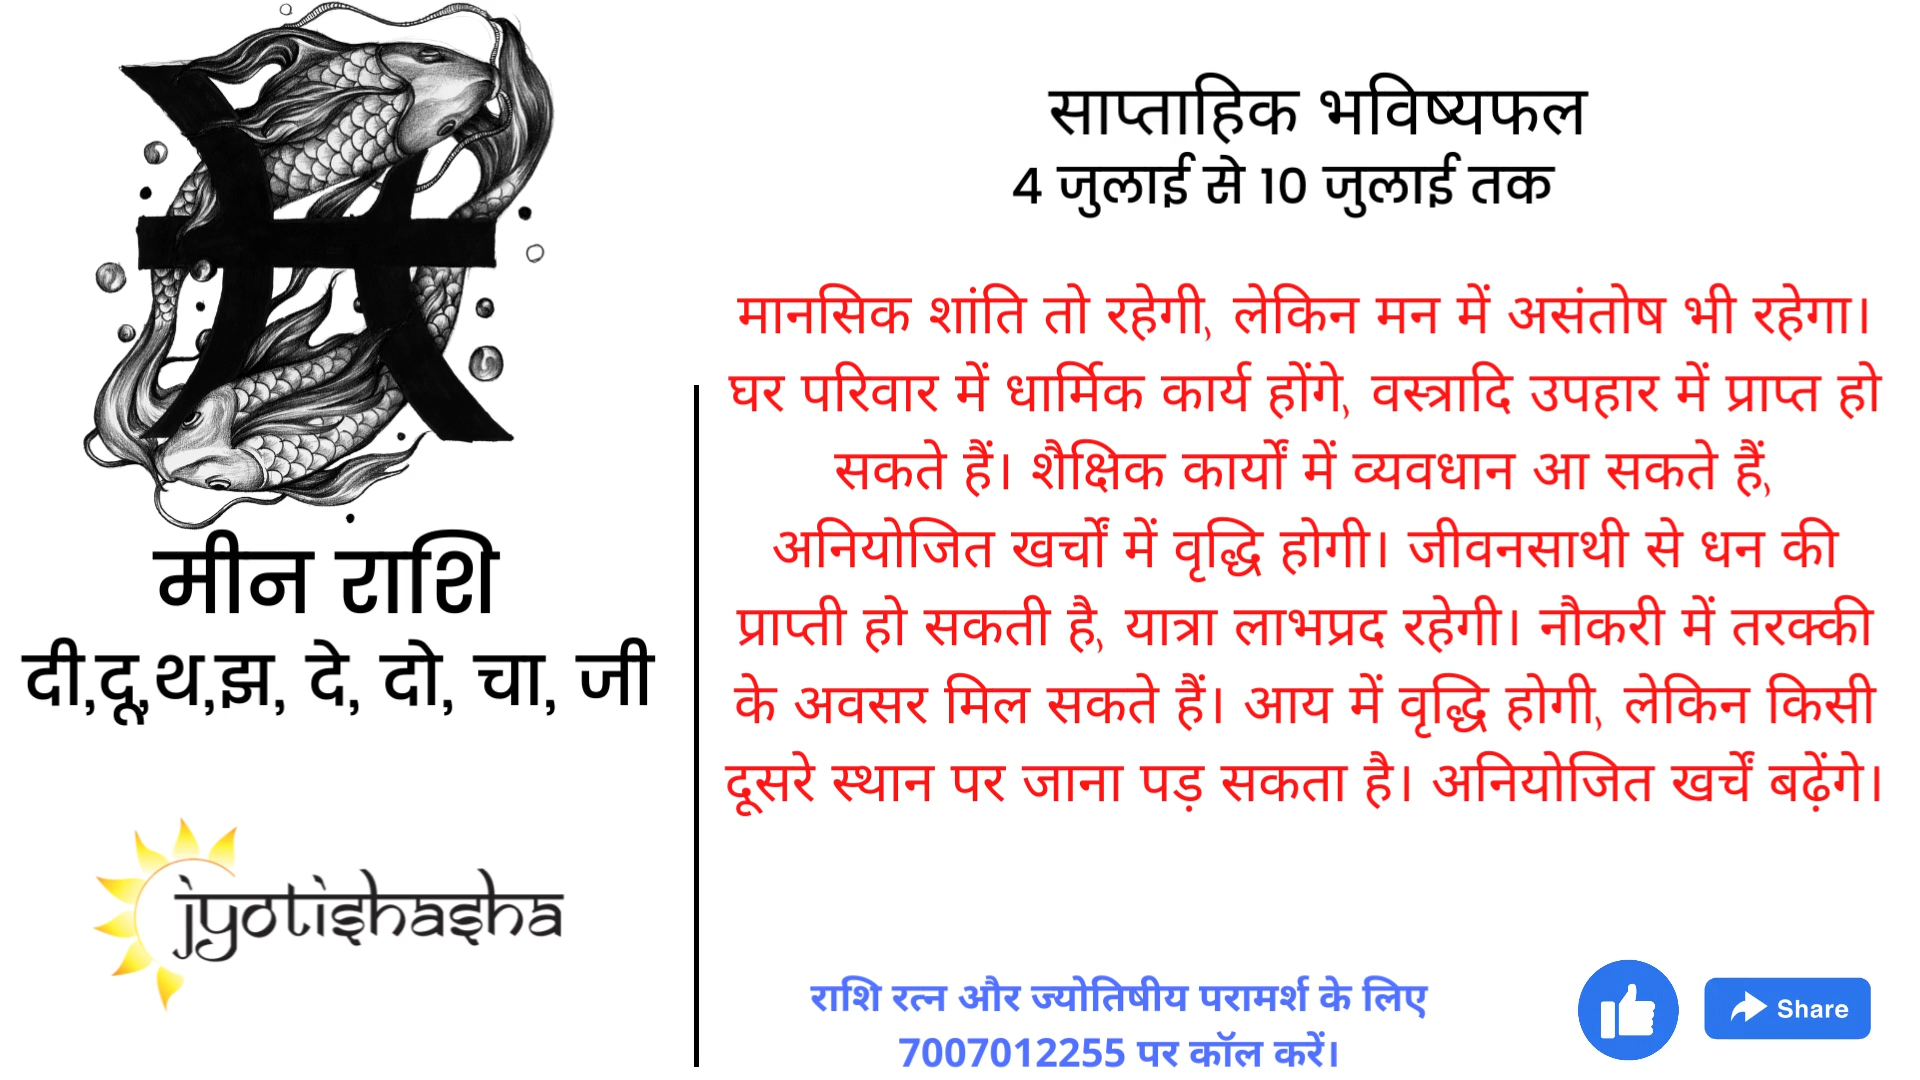 साप्ताहिक भविष्यफल
4 जुलाई से 10 जुलाई तक
मानसिक शांति तो रहेगी, लेकिन मन में असंतोष भी रहेगा।
घर परिवार में धार्मिक कार्य होंगे, वस्त्रादि उपहार में प्राप्त हो
सकते हैं। शैक्षिक कार्यों में व्यवधान आ सकते हैं,
अनियोजित खर्चों में वृद्धि होगी। जीवनसाथी से धन की
प्राप्ती हो सकती है, यात्रा लाभप्रद रहेगी। नौकरी में तरक्की
के अवसर मिल सकते हैं। आय में वृद्धि होगी, लेकिन किसी
दूसरे स्थान पर जाना पड़ सकता है। अनियोजित खर्चें बढ़ेंगे।
मीन राशि
दी,दू,थ,झ, दे, दो, चा, जी
jyotishasha
राशि रत्न और ज्योतिषीय परामर्श के लिए
7007012255 पर कॉल करें।
Share